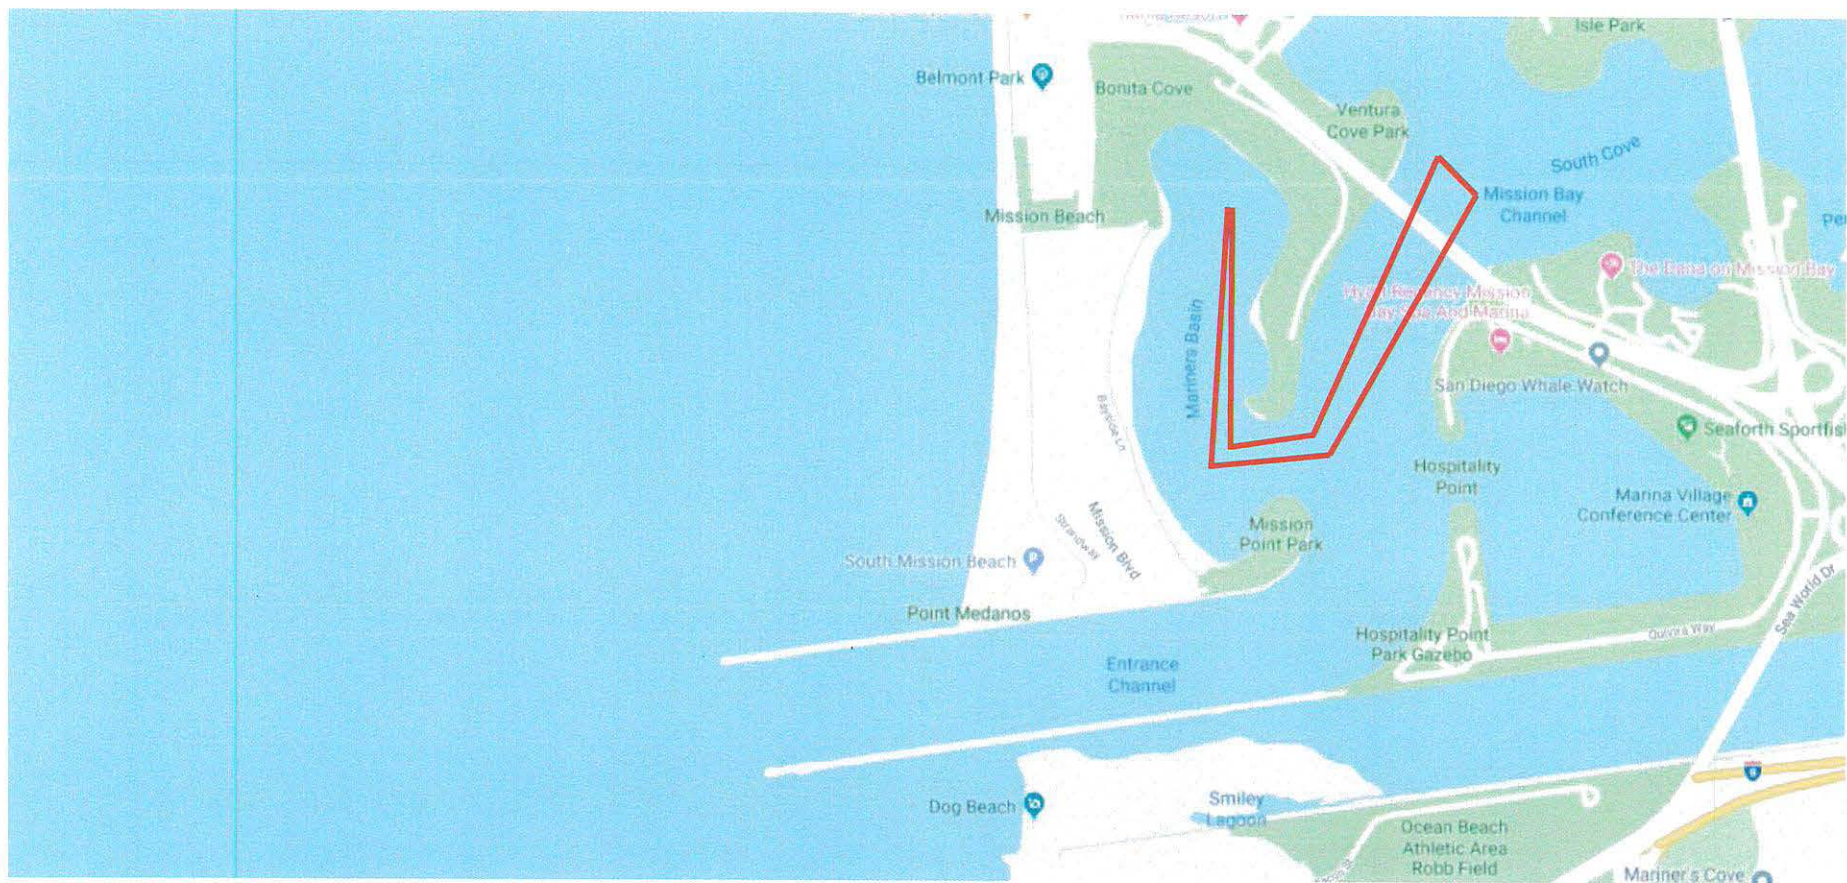 Isle Park
Belmont Park
Bonita Cove
Ventura
Cove Park
South Cove
Mission Bay
Channel
Mission Beach
The Dana on Mission Bay
Hyatt Regency Mission
Bay Spa And Marina
Mariners Basin
San Diego Whale Watch
Bayside Ln
Seaforth Sportfis
Hospitality
Point
Marina Village
Conference Center
Mission Blvd
Strandway
Mission
Point Park
South Mission Beach
Point Medanos
Sea World Dr
Quivira Way
Hospitality Point
Park Gazebo
Entrance
Channel
Dog Beach
Smiley
Lagoon
Ocean Beach
Athletic Area
Robb Field
Mariner's Cove